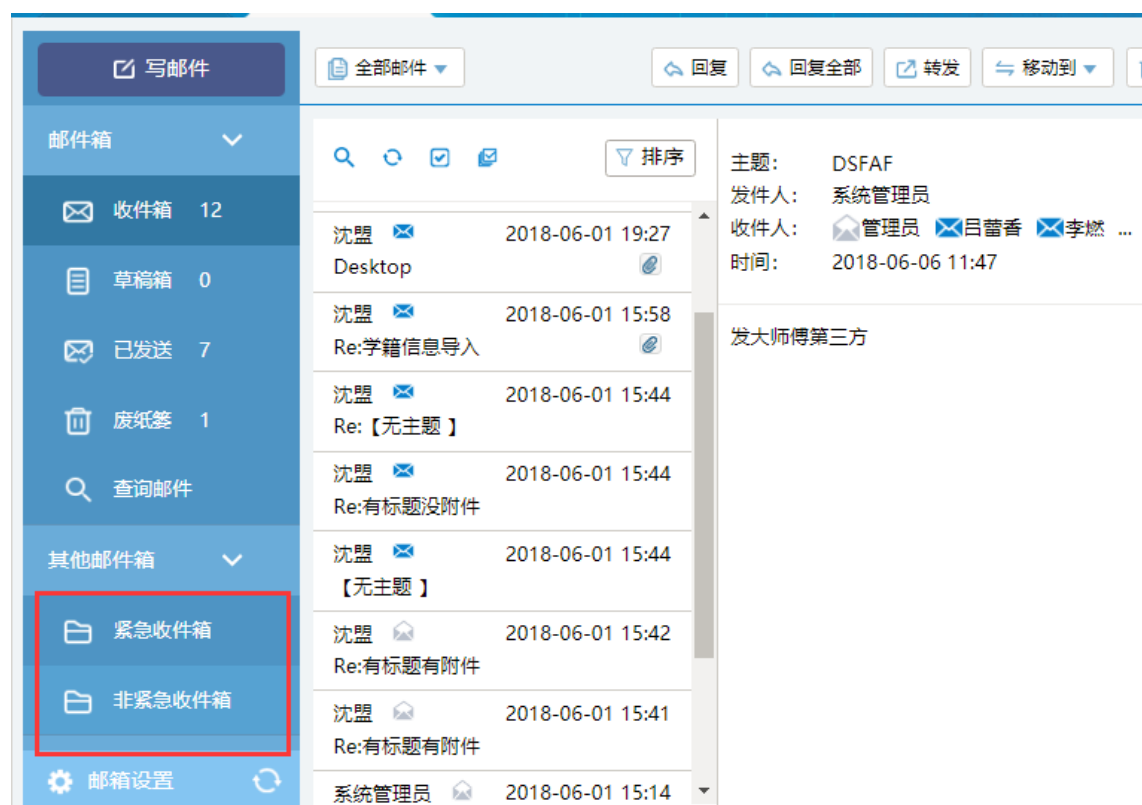 写邮件
全部邮件
回复
回复全部
转发
移动到
邮件箱
收件箱 12
草稿箱 0
已发送 7
废纸篓 1
查询邮件
其他邮件箱
紧急收件箱
非紧急收件箱
邮箱设置
排序
沈盟 2018-06-01 19:27
Desktop
沈盟 2018-06-01 15:58
Re:学籍信息导入
沈盟 2018-06-01 15:44
Re:【无主题 】
沈盟 2018-06-01 15:44
Re:有标题没附件
沈盟 2018-06-01 15:44
【无主题 】
沈盟 2018-06-01 15:42
Re:有标题有附件
沈盟 2018-06-01 15:41
Re:有标题有附件
系统管理员 2018-06-01 15:14
主题: DSFAF
发件人: 系统管理员
收件人: 管理员 吕蕾香 李燃 ...
时间: 2018-06-06 11:47
发大师傅第三方